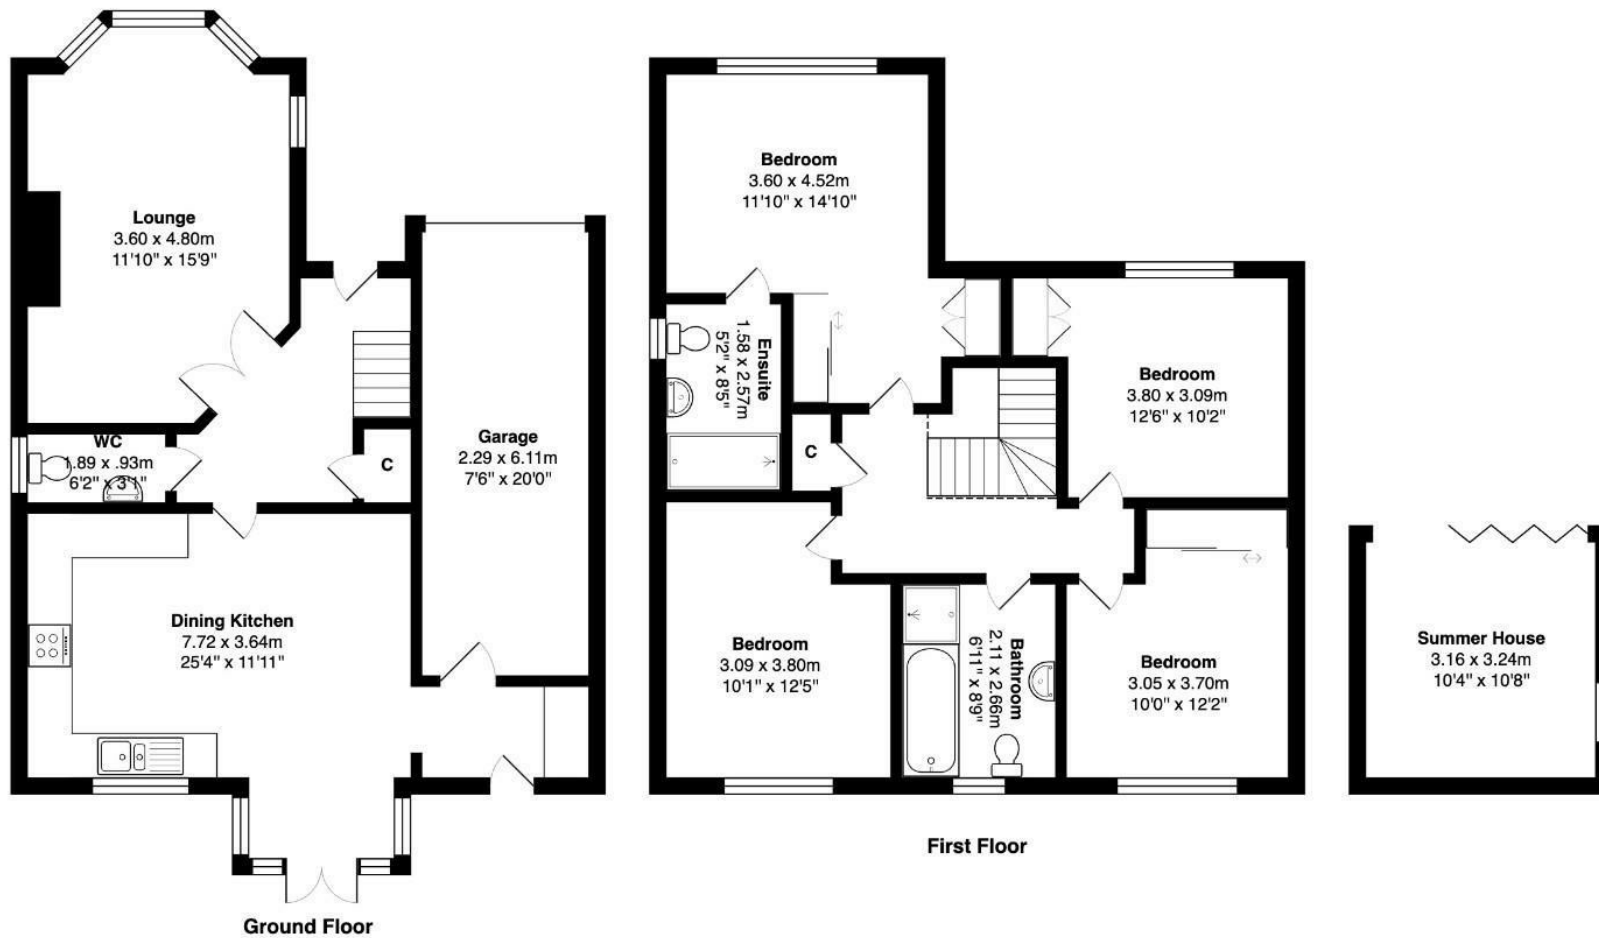 Lounge
3.60 x 4.80m
11'10" x 15'9"
WC
1.89 x .93m
6'2" x 3'1"
C
Garage
2.29 x 6.11m
7'6" x 20'0"
Dining Kitchen
7.72 x 3.64m
25'4" x 11'11"
Ground Floor
Bedroom
3.60 x 4.52m
11'10" x 14'10"
Ensuite
1.58 x 2.57m
5'2" x 8'5"
C
Bedroom
3.80 x 3.09m
12'6" x 10'2"
Bedroom
3.09 x 3.80m
10'1" x 12'5"
Bathroom
2.11 x 2.66m
6'11" x 8'9"
Bedroom
3.05 x 3.70m
10'0" x 12'2"
First Floor
Summer House
3.16 x 3.24m
10'4" x 10'8"